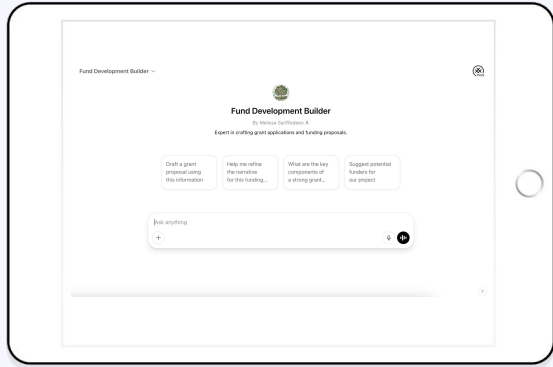 Fund Development Builder
Fund Development Builder
Expert in crafting grant applications and funding proposals.
Draft a grant
proposal using
this information
Help me refine
the narrative
for this funding...
What are the key
components of
a strong grant...
Suggest potential
funders for
our project
Ask anything